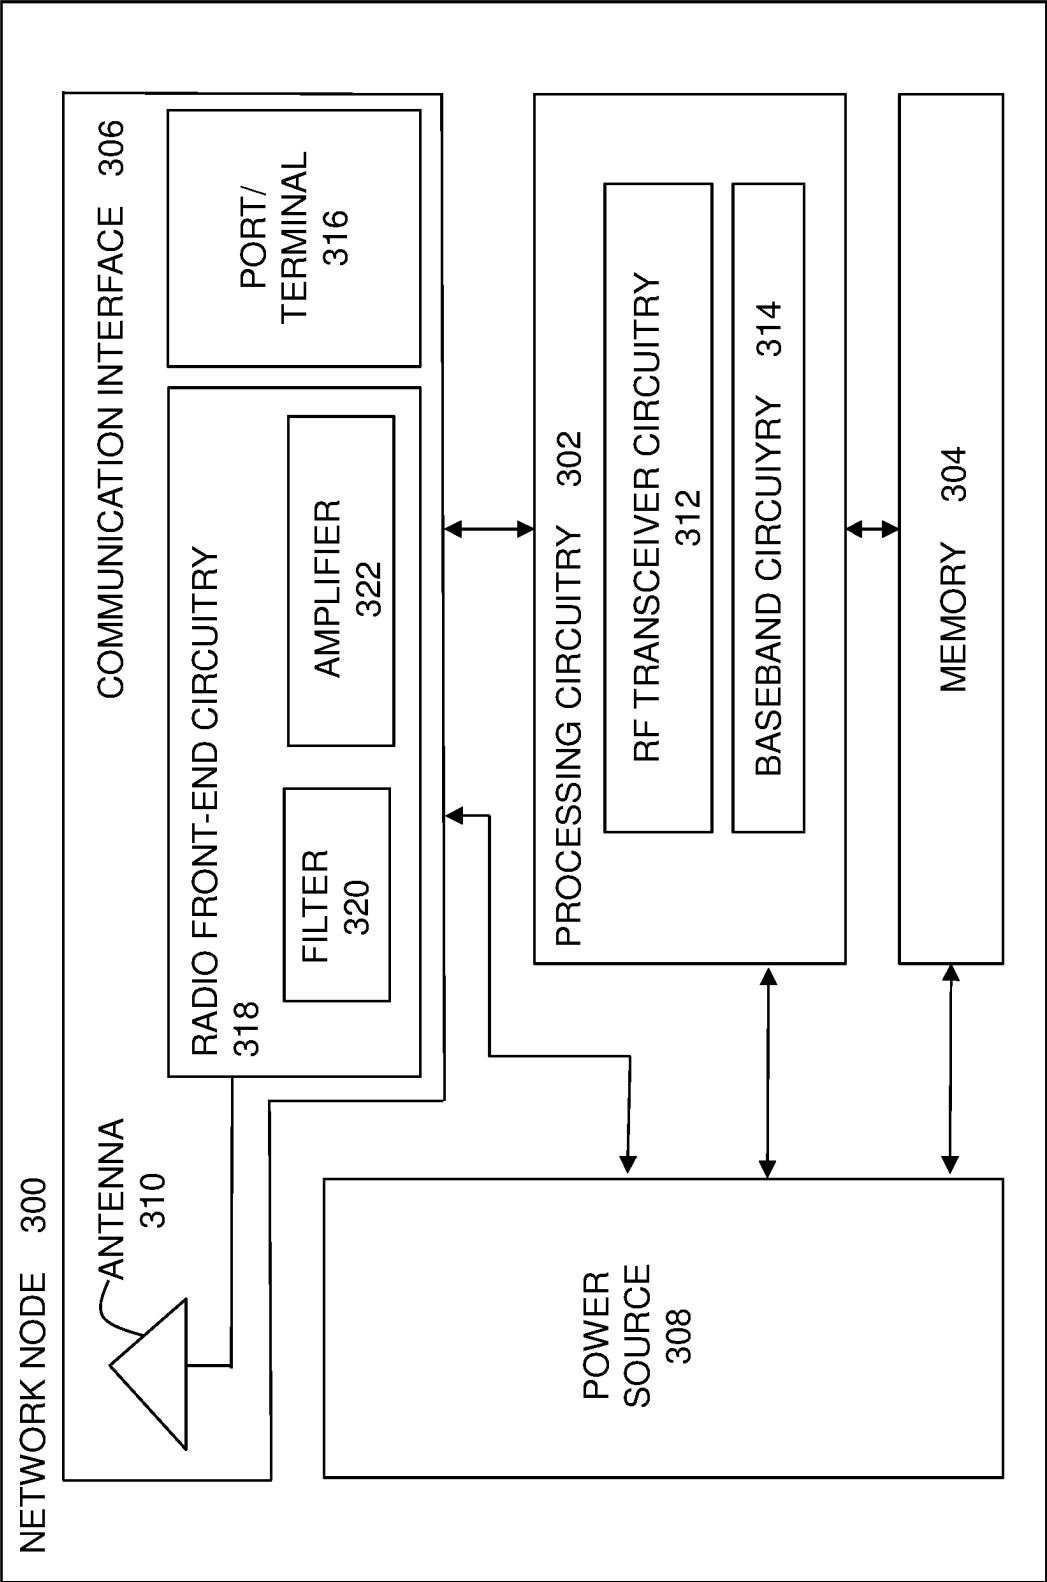 NETWORK NODE 300
COMMUNICATION INTERFACE 306
ANTENNA
310
RADIO FRONT-END CIRCUITRY
318
FILTER
320
AMPLIFIER
322
PORT/
TERMINAL
316
PROCESSING CIRCUITRY 302
RF TRANSCEIVER CIRCUITRY
312
BASEBAND CIRCUIYRY 314
POWER
SOURCE
308
MEMORY 304